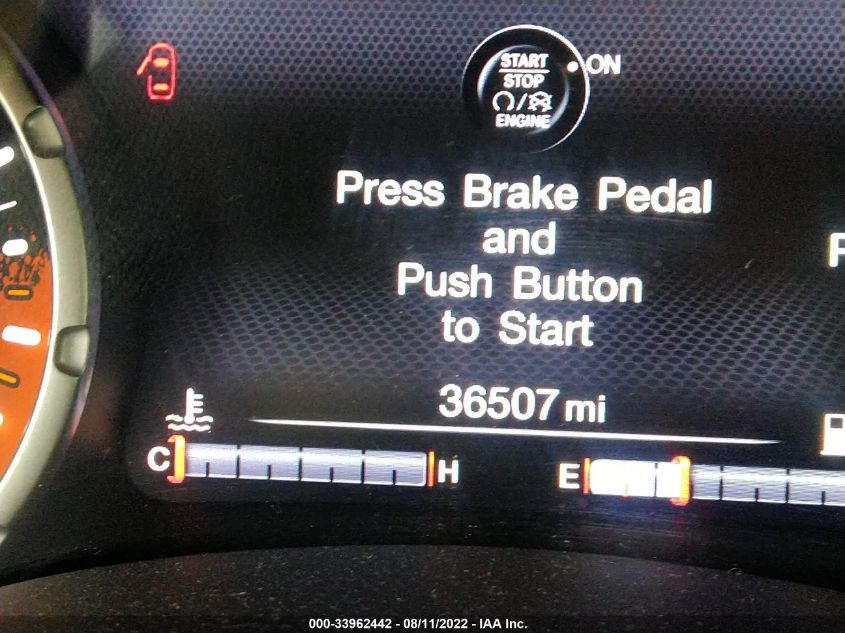 START
STOP
ENGINE
ON
Press Brake Pedal
and
Push Button
to Start
36507 mi
C
H
E
000-33962442 - 08/11/2022 - IAA Inc.